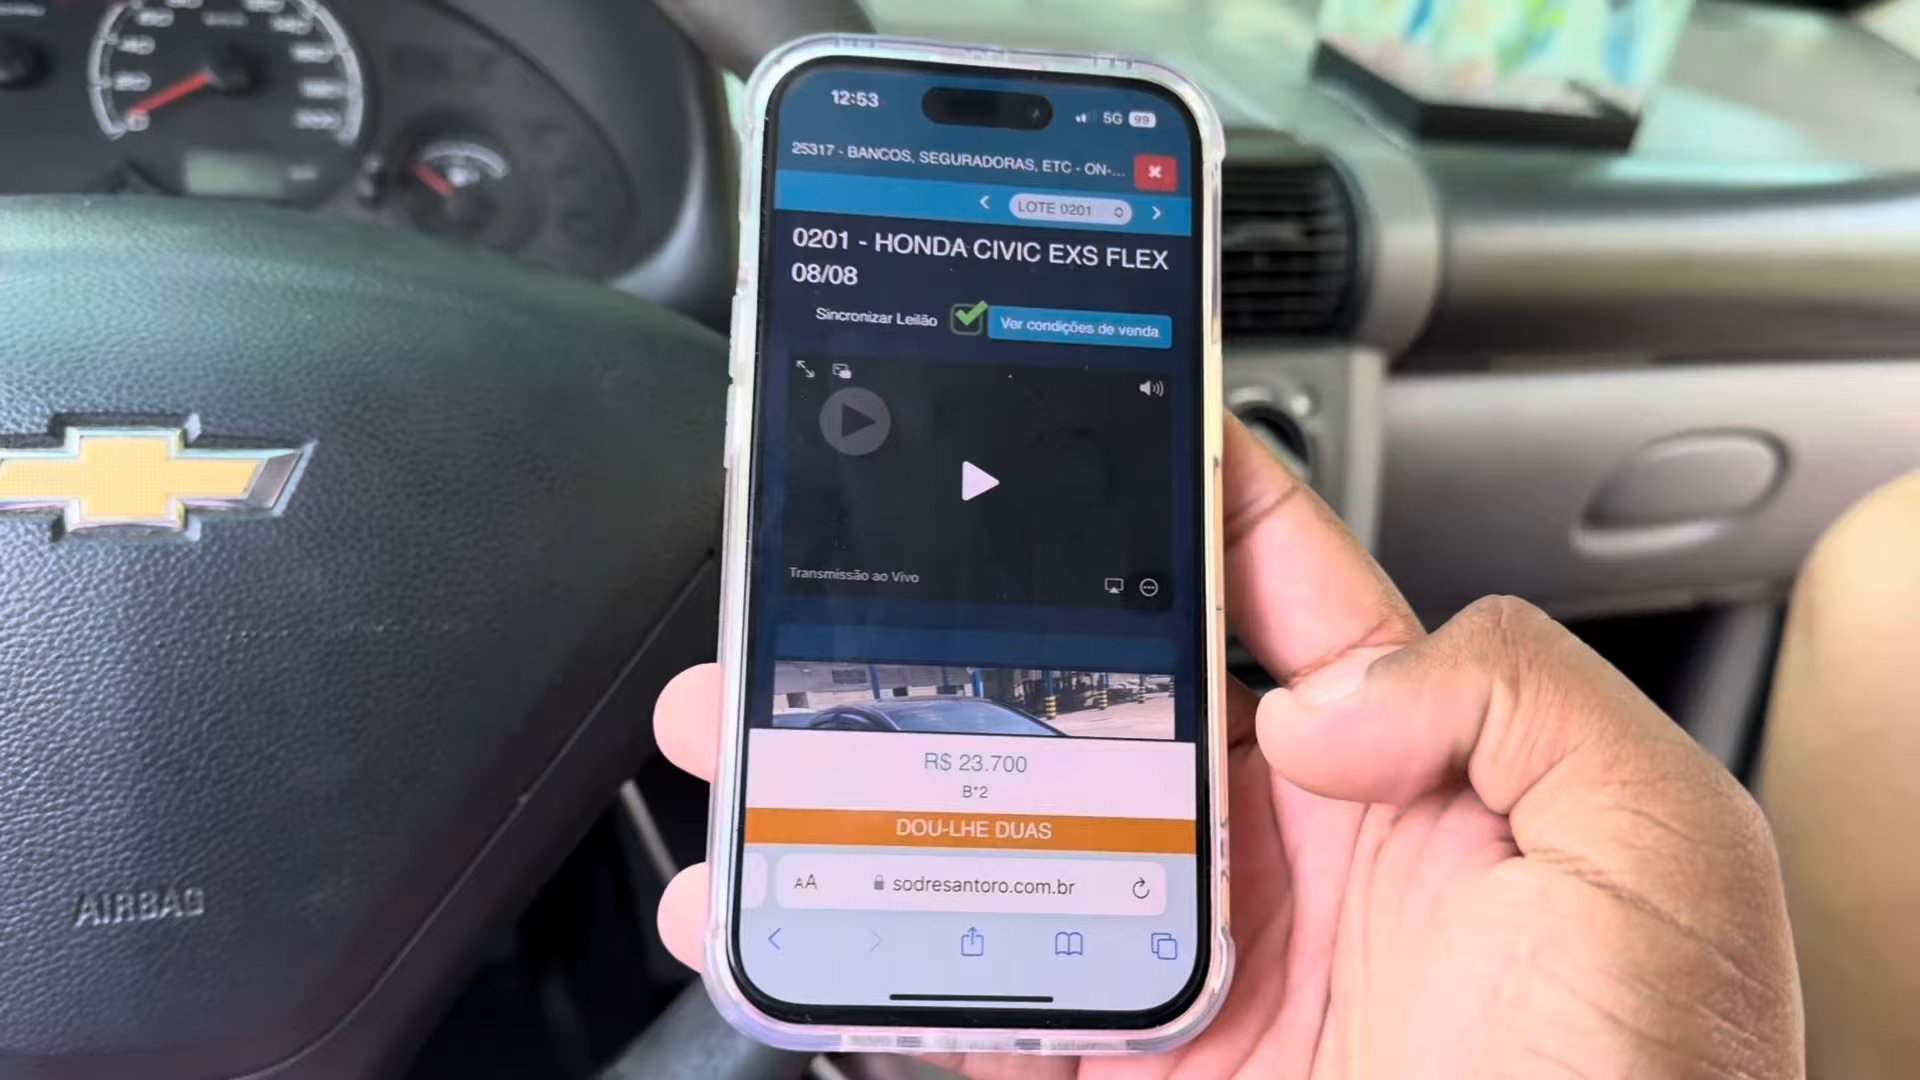 12:53
5G 99
25317 - BANCOS, SEGURADORAS, ETC - ON-...
LOTE 0201
0201 - HONDA CIVIC EXS FLEX
08/08
Sincronizar Leilão
Ver condições de venda
Transmissão ao Vivo
R$ 23.700
B*2
DOU-LHE DUAS
AA sodresantoro.com.br
AIRBAG